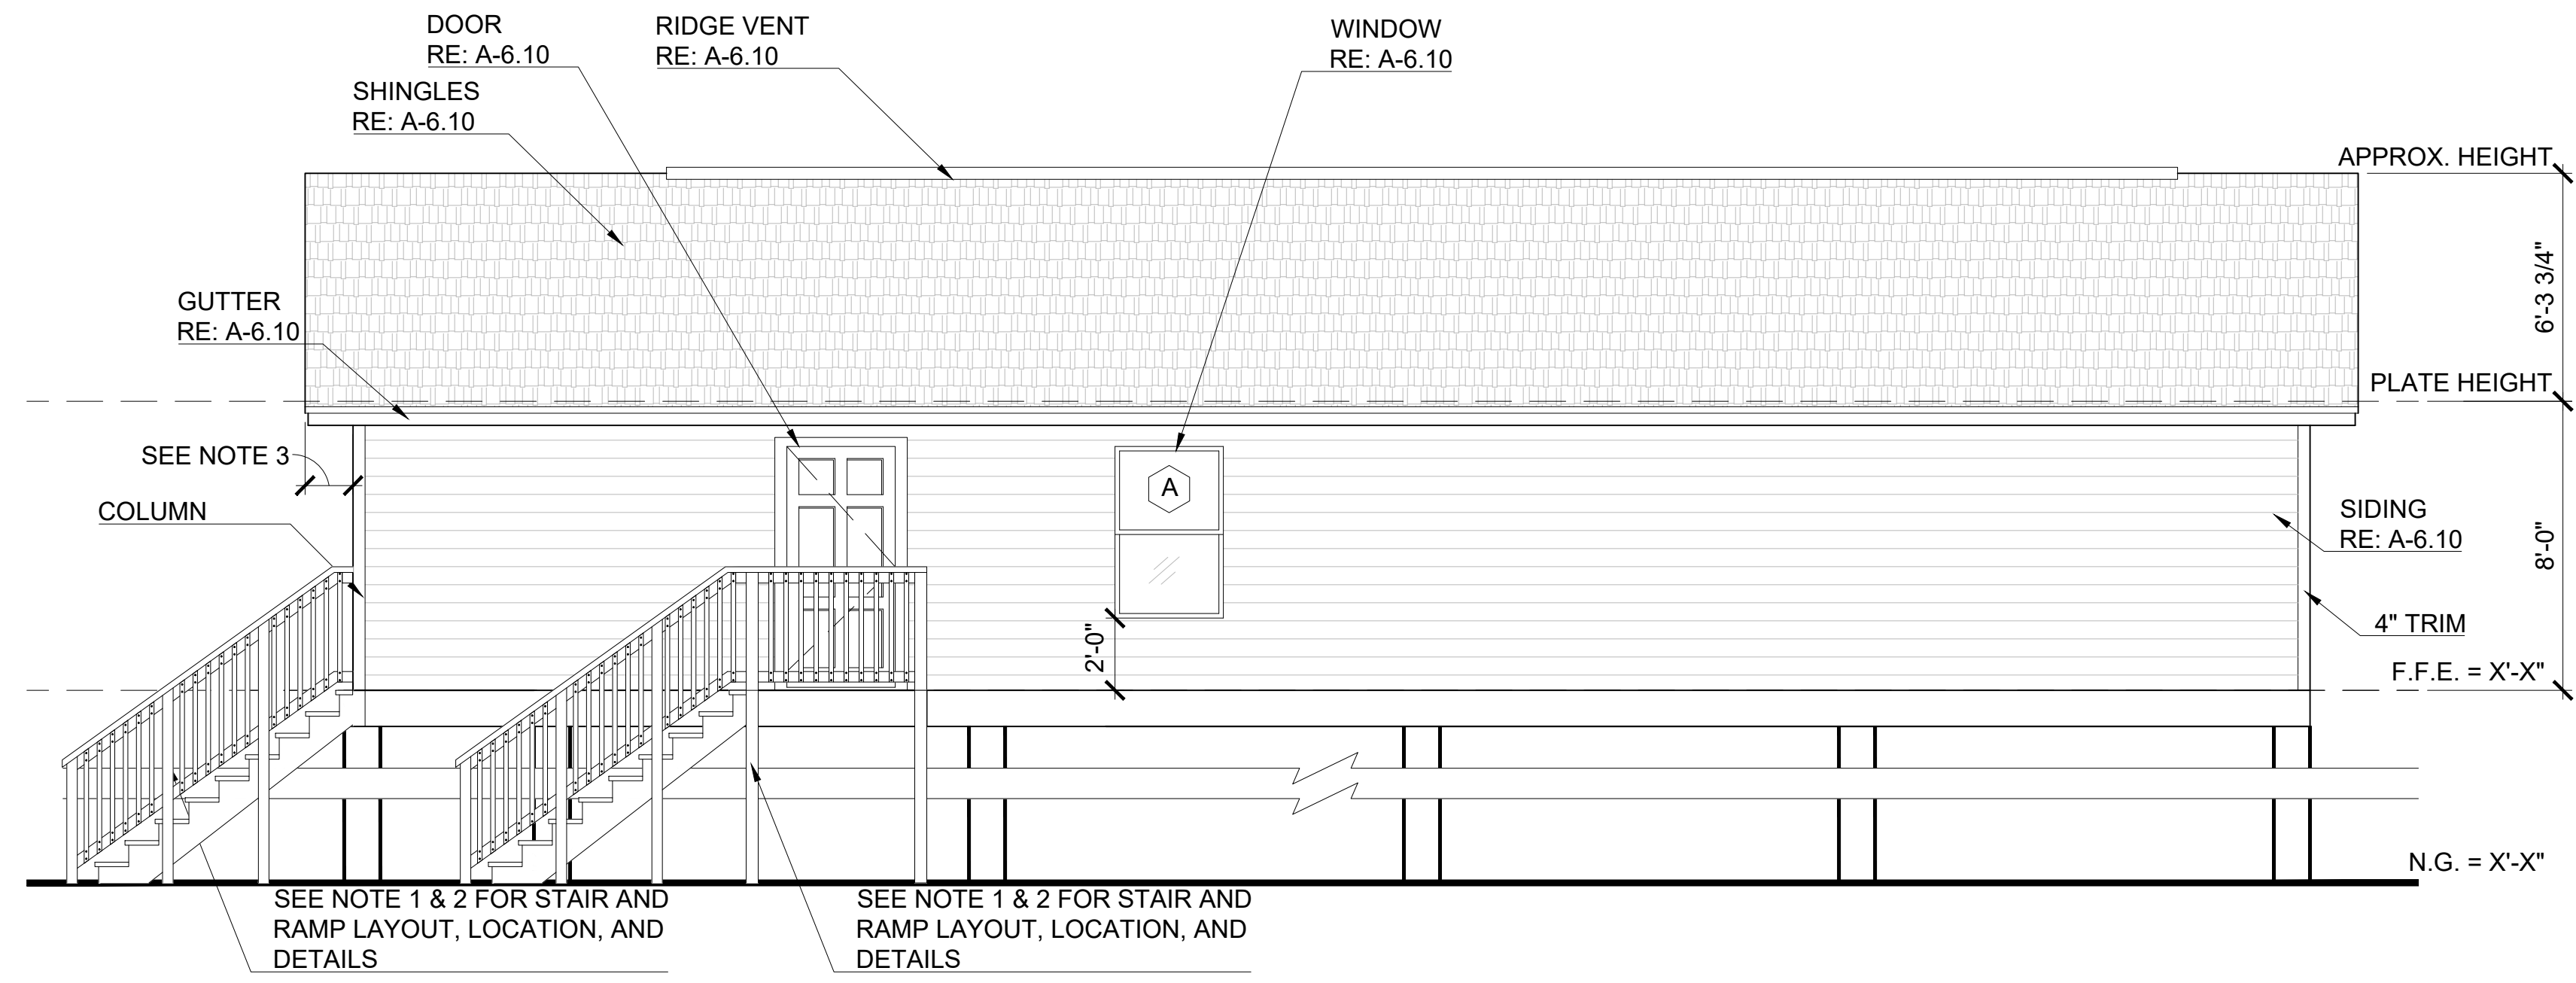 DOOR
RE: A-6.10
RIDGE VENT
RE: A-6.10
WINDOW
RE: A-6.10
SHINGLES
RE: A-6.10
APPROX. HEIGHT
6'-3 3/4"
GUTTER
RE: A-6.10
PLATE HEIGHT
SEE NOTE 3
A
COLUMN
SIDING
RE: A-6.10
8'-0"
2'-0"
4" TRIM
F.F.E. = X'-X"
N.G. = X'-X"
SEE NOTE 1 & 2 FOR STAIR AND
RAMP LAYOUT, LOCATION, AND
DETAILS
SEE NOTE 1 & 2 FOR STAIR AND
RAMP LAYOUT, LOCATION, AND
DETAILS